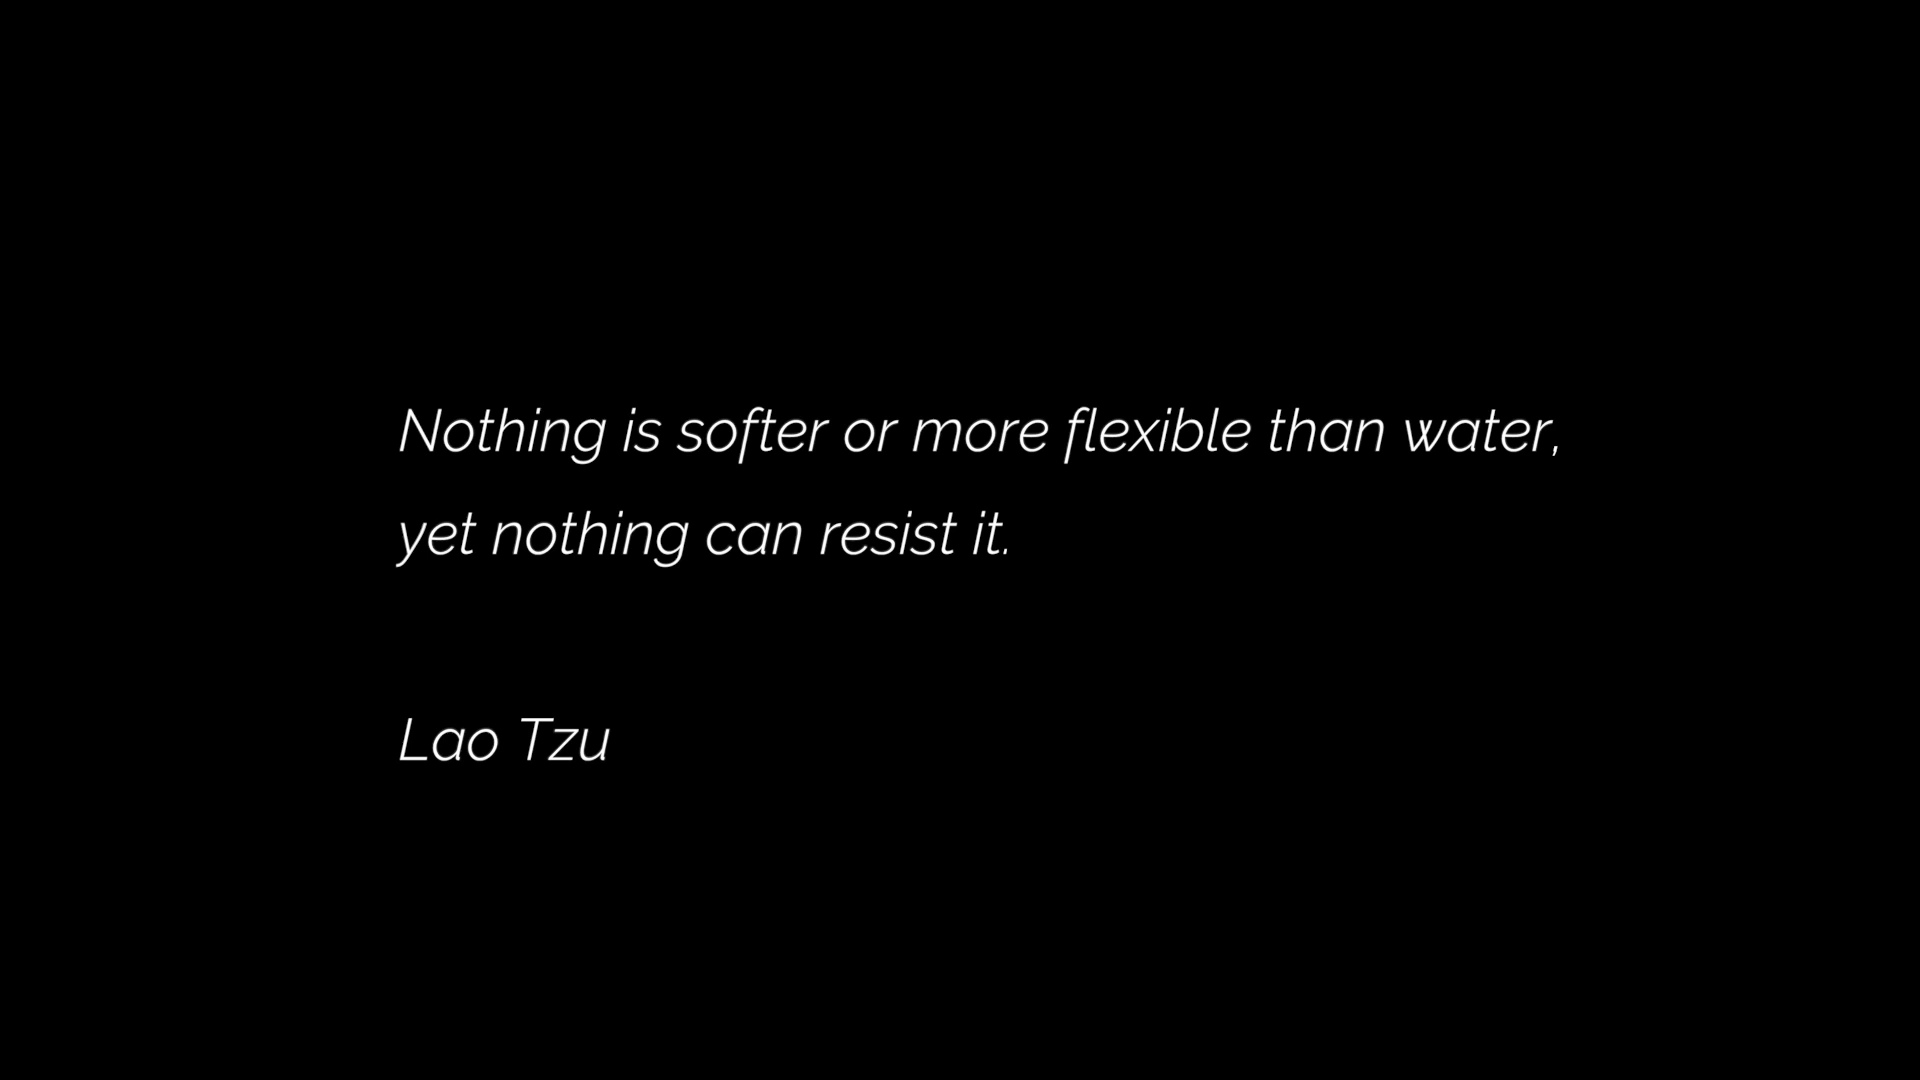 Nothing is softer or more flexible than water,
yet nothing can resist it.
Lao Tzu